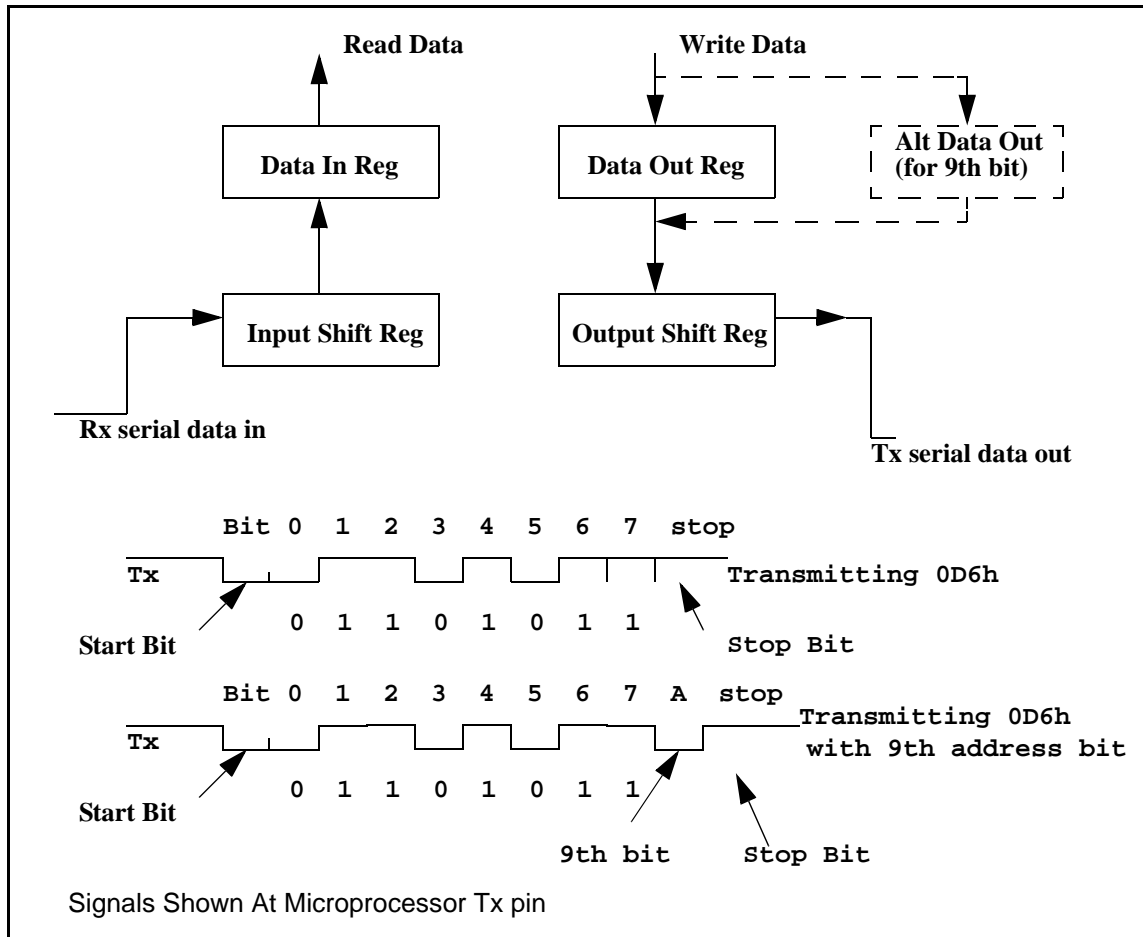 Read Data
Write Data
Data In Reg
Data Out Reg
Alt Data Out
(for 9th bit)
Input Shift Reg
Output Shift Reg
Rx serial data in
Tx serial data out
Bit 0 1 2 3 4 5 6 7 stop
Tx
Transmitting 0D6h
0 1 1 0 1 0 1 1
Start Bit
Stop Bit
Bit 0 1 2 3 4 5 6 7 A stop
Tx
Transmitting 0D6h
with 9th address bit
0 1 1 0 1 0 1 1
Start Bit
9th bit
Stop Bit
Signals Shown At Microprocessor Tx pin